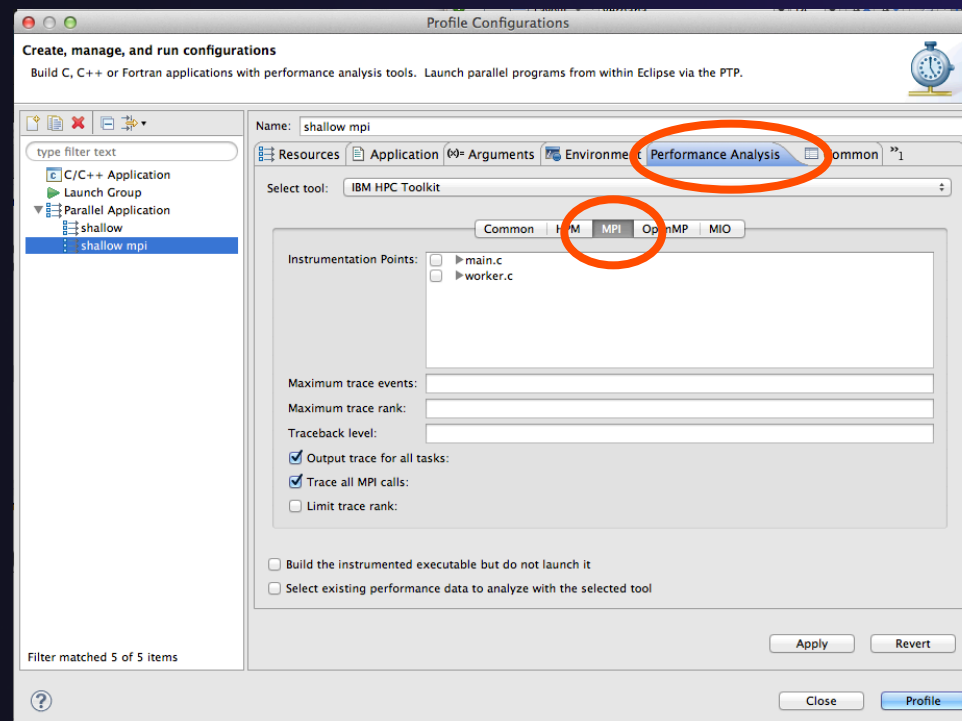 Profile Configurations
Create, manage, and run configurations
Build C, C++ or Fortran applications with performance analysis tools. Launch parallel programs from within Eclipse via the PTP.
Name: shallow mpi
type filter text
Resources Application (x)= Arguments Environment Performance Analysis Common »1
C/C++ Application
Launch Group
Parallel Application
shallow
shallow mpi
Select tool: IBM HPC Toolkit
Common HPM MPI OpenMP MIO
Instrumentation Points: main.c
worker.c
Maximum trace events:
Maximum trace rank:
Traceback level:
Output trace for all tasks:
Trace all MPI calls:
Limit trace rank:
Build the instrumented executable but do not launch it
Select existing performance data to analyze with the selected tool
Apply Revert
Filter matched 5 of 5 items
? Close Profile